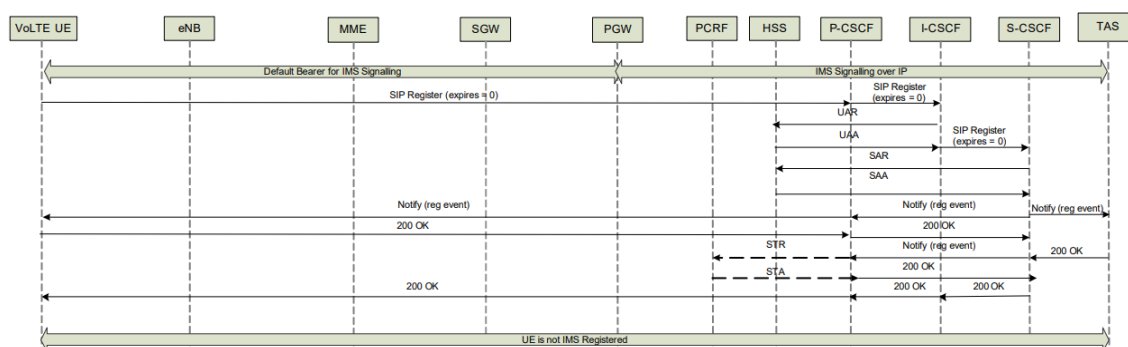 VoLTE UE
eNB
MME
SGW
PGW
PCRF
HSS
P-CSCF
I-CSCF
S-CSCF
TAS
Default Bearer for IMS Signalling
IMS Signalling over IP
SIP Register (expires = 0)
SIP Register
(expires = 0)
UAR
UAA
SIP Register
(expires = 0)
SAR
SAA
Notify (reg event)
Notify (reg event)
Notify (reg event)
200 OK
200 OK
STR
Notify (reg event)
200 OK
STA
200 OK
200 OK
200 OK
200 OK
UE is not IMS Registered